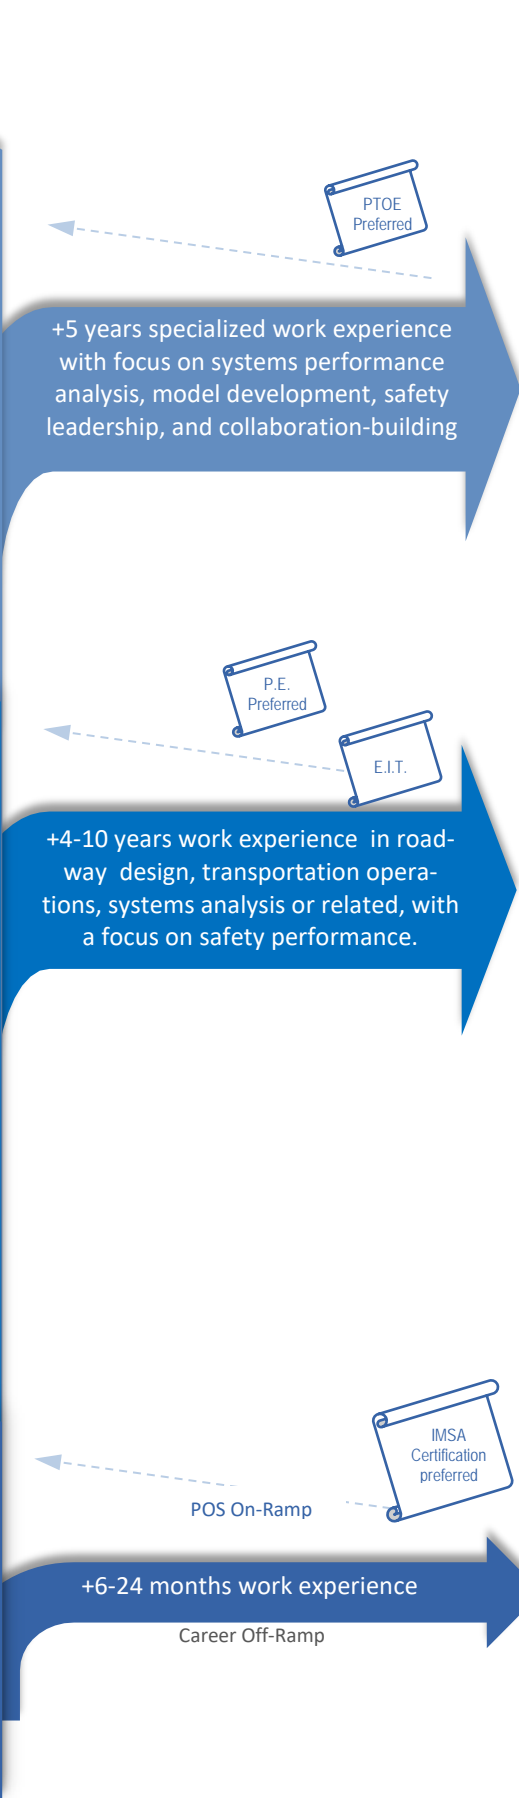 PTOE
Preferred
+5 years specialized work experience
with focus on systems performance
analysis, model development, safety
leadership, and collaboration-building
P.E.
Preferred
E.I.T.
+4-10 years work experience in road-
way design, transportation opera-
tions, systems analysis or related, with
a focus on safety performance.
IMSA
Certification
preferred
POS On-Ramp
+6-24 months work experience
Career Off-Ramp